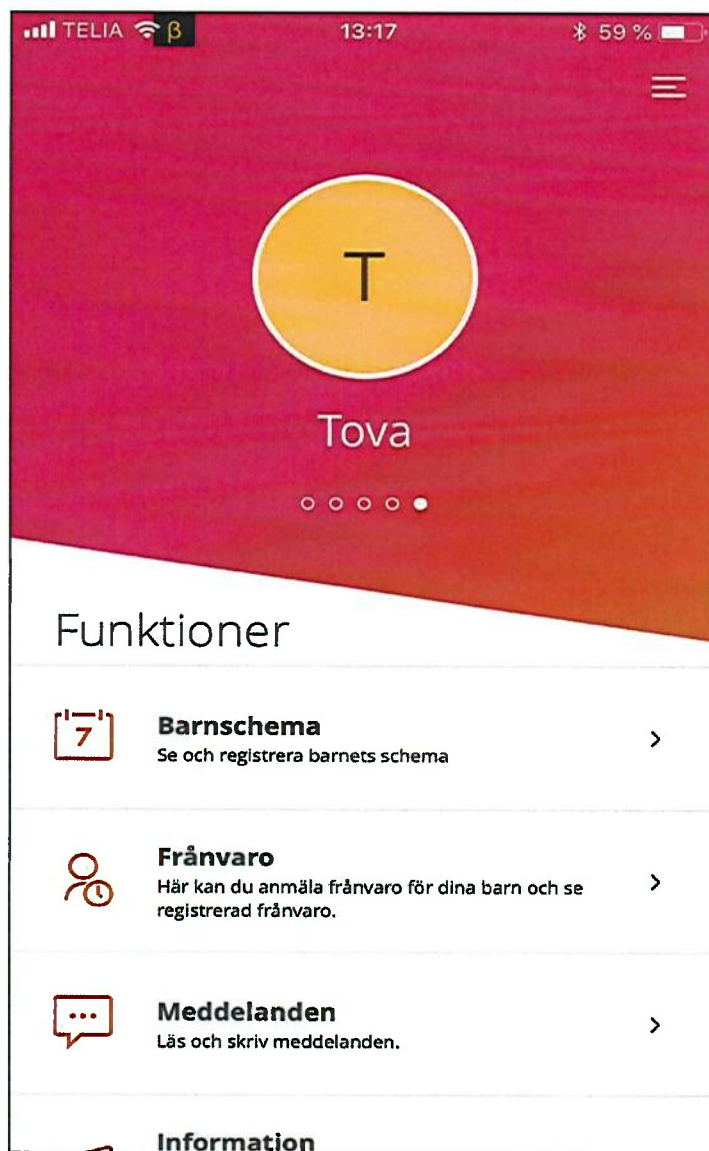 TELIA β 13:17 59 %
T
Tova
Funktioner
7
Barnschema
Se och registrera barnets schema
Frånvaro
Här kan du anmäla frånvaro för dina barn och se
registrerad frånvaro.
Meddelanden
Läs och skriv meddelanden.
Information